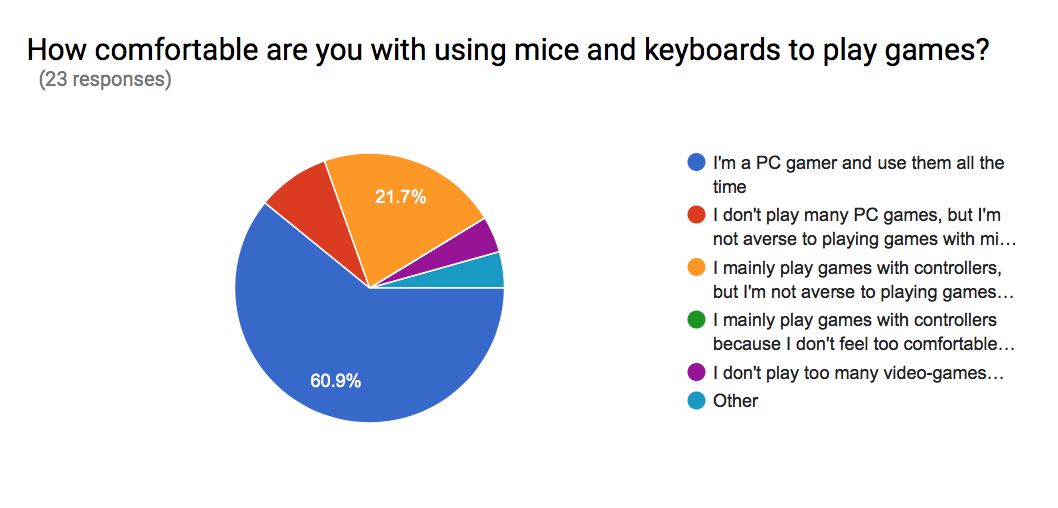 How comfortable are you with using mice and keyboards to play games?
(23 responses)
21.7%
60.9%
I'm a PC gamer and use them all the
time
I don't play many PC games, but I'm
not averse to playing games with mi...
I mainly play games with controllers,
but I'm not averse to playing games...
I mainly play games with controllers
because I don't feel too comfortable...
I don't play too many video-games...
Other